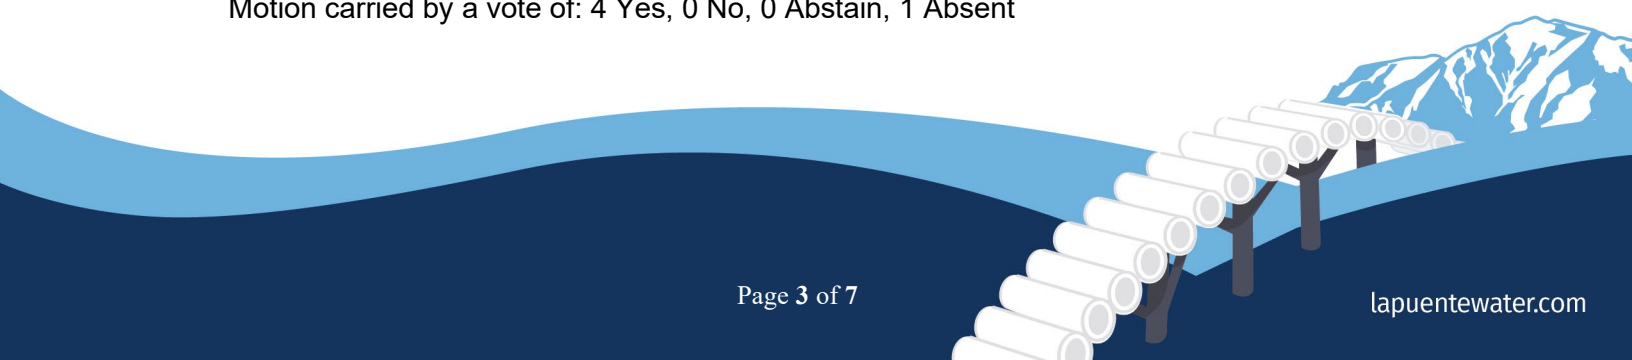 Motion carried by a vote of: 4 Yes, 0 No, 0 Abstain, 1 Absent
Page 3 of 7
lapuentewater.com